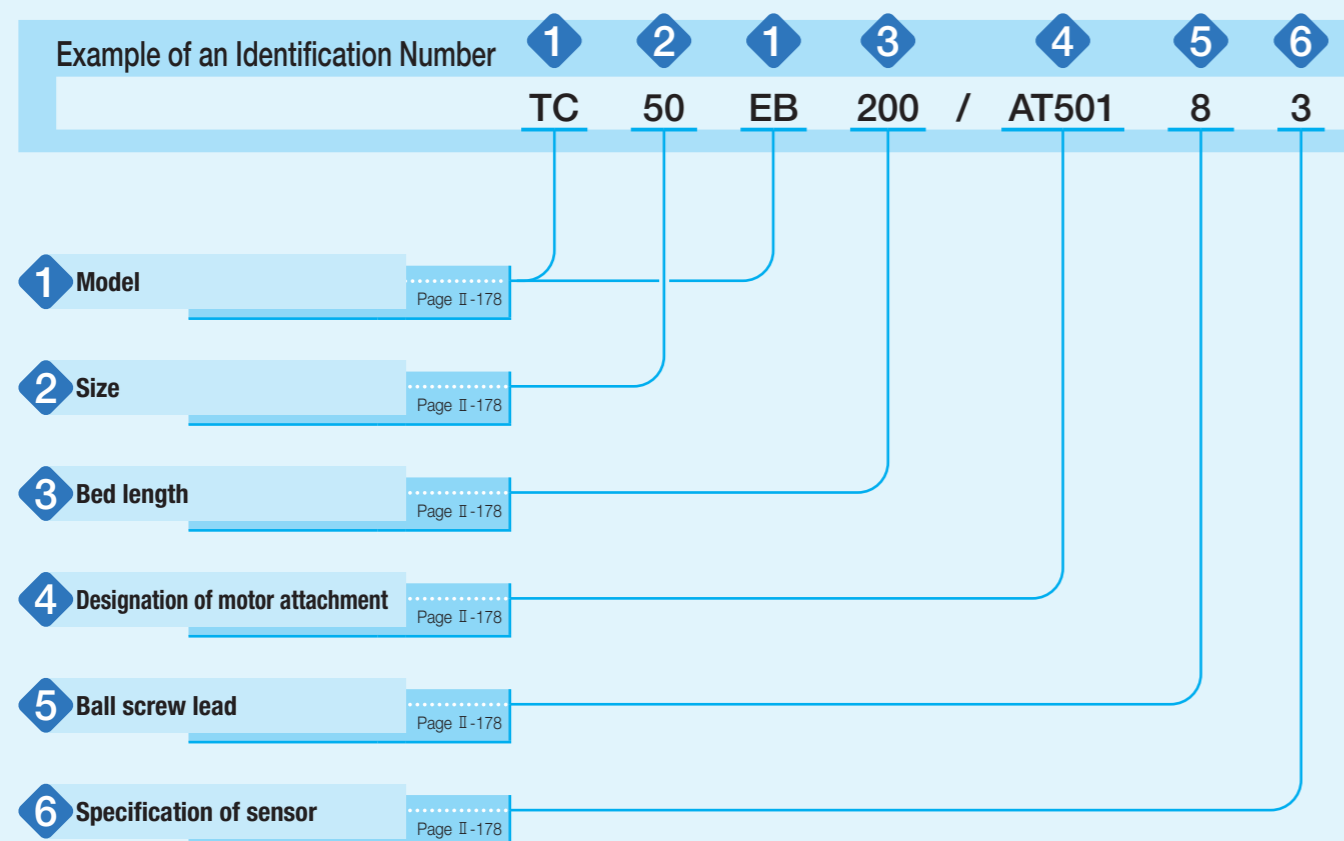 1 2 1 3 4 5 6
Example of an Identification Number
TC 50 EB 200 / AT501 8 3
1 Model
Page Ⅱ-178
2 Size
Page Ⅱ-178
3 Bed length
Page Ⅱ-178
4 Designation of motor attachment
Page Ⅱ-178
5 Ball screw lead
Page Ⅱ-178
6 Specification of sensor
Page Ⅱ-178